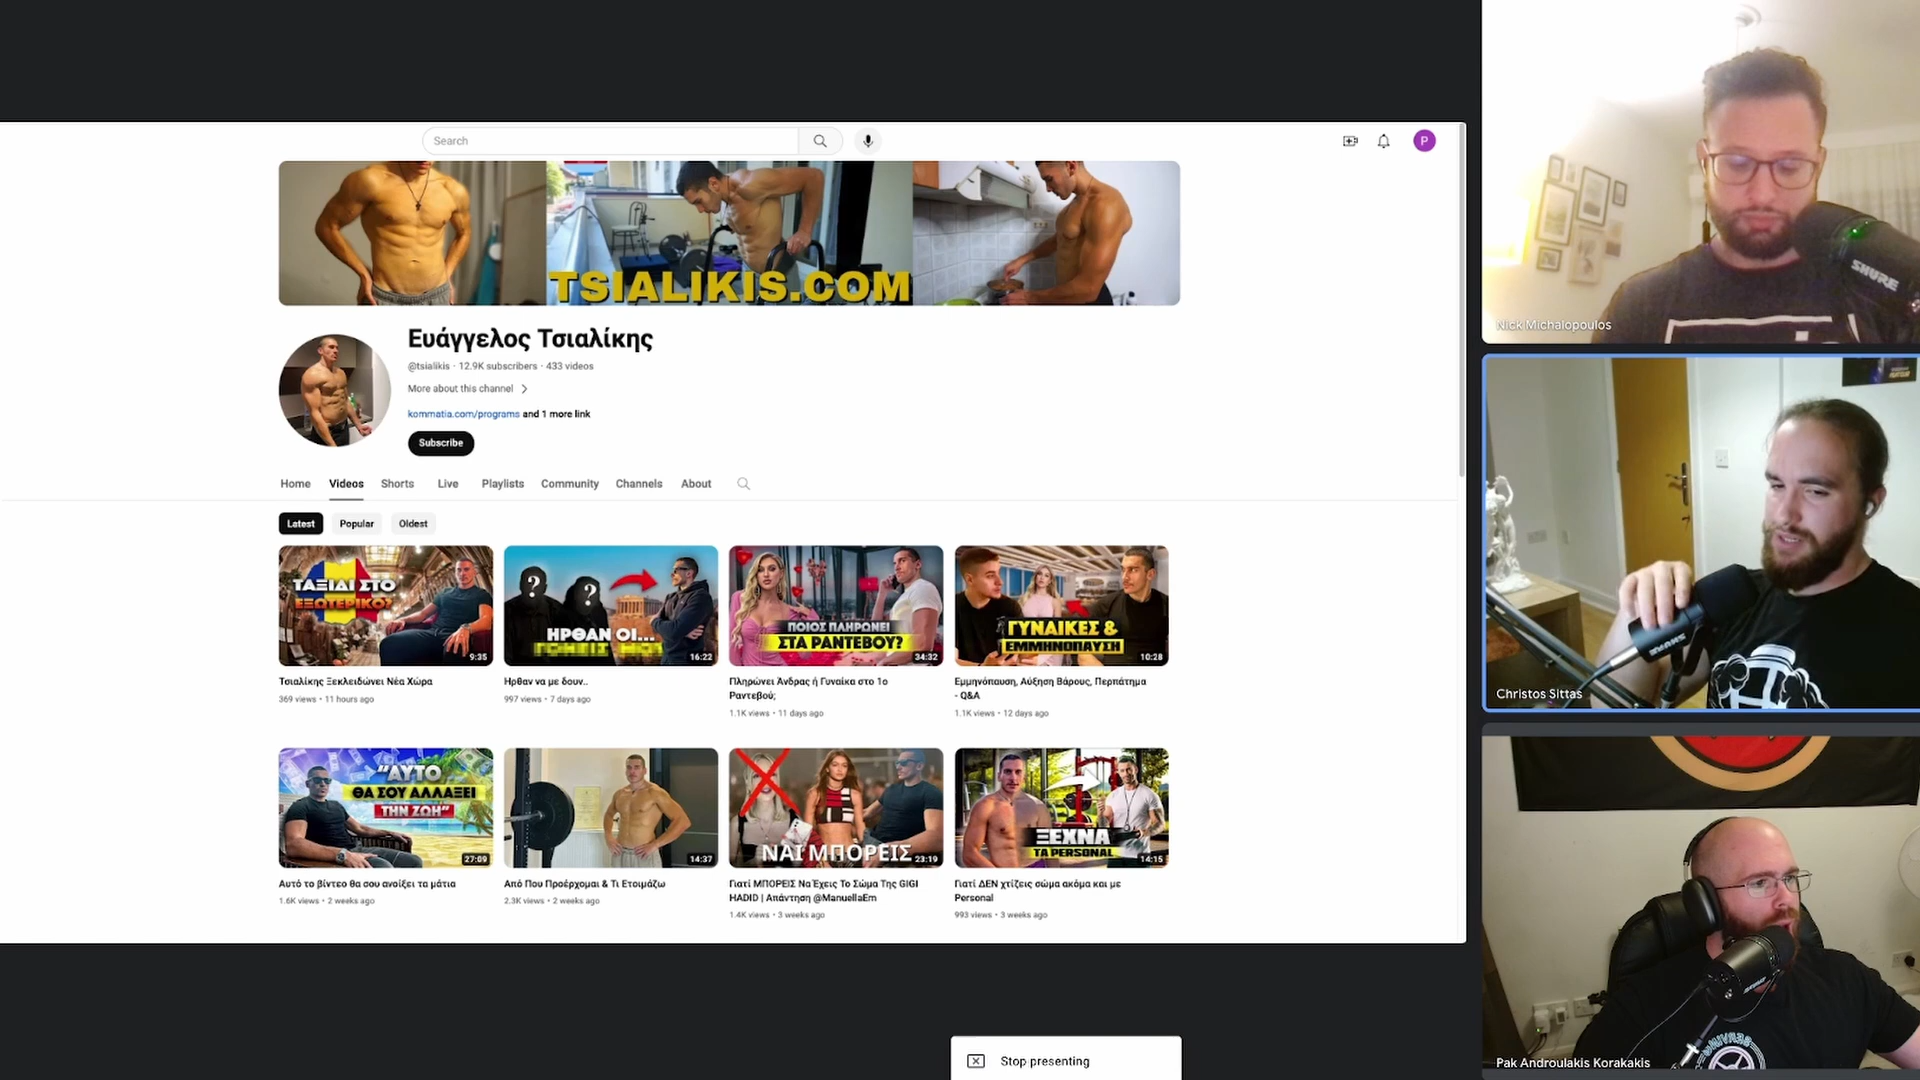 Search
P
TSIALIKIS.COM
Ευάγγελος Τσιαλίκης
@tsialikis · 12.9K subscribers · 433 videos
More about this channel
kommatia.com/programs and 1 more link
Subscribe
Home Videos Shorts Live Playlists Community Channels About
Latest Popular Oldest
ΤΑΞΙΔΙ ΣΤΟ
ΕΞΩΤΕΡΙΚΟ?
9:35
?
?
ΗΡΘΑΝ ΟΙ...
16:22
ΠΟΙΟΣ ΠΛΗΡΩΝΕΙ
ΣΤΑ ΡΑΝΤΕΒΟΥ?
34:32
ΓΥΝΑΙΚΕΣ &
ΕΜΜΗΝΟΠΑΥΣΗ
10:28
Τσιαλίκης Ξεκλειδώνει Νέα Χώρα
369 views · 11 hours ago
Ηρθαν να με δουν..
997 views · 7 days ago
Πληρώνει Άνδρας ή Γυναίκα στο 1ο
Ραντεβού;
1.1K views · 11 days ago
Εμμηνόπαυση, Αύξηση Βάρους, Περπάτημα
- Q&A
1.1K views · 12 days ago
"ΑΥΤΟ
ΘΑ ΣΟΥ ΑΛΛΑΞΕΙ
ΤΗΝ ΖΩΗ"
27:09
14:37
ΝΑΙ ΜΠΟΡΕΙΣ
23:19
ΞΕΧΝΑ
ΤΑ PERSONAL
14:15
Αυτό το βίντεο θα σου ανοίξει τα μάτια
1.6K views · 2 weeks ago
Από Που Προέρχομαι & Τι Ετοιμάζω
2.3K views · 2 weeks ago
Γιατί ΜΠΟΡΕΙΣ Να Έχεις Το Σώμα Της GIGI
HADID | Απάντηση @ManuellaEm
1.4K views · 3 weeks ago
Γιατί ΔΕΝ χτίζεις σώμα ακόμα και με
Personal
993 views · 3 weeks ago
Stop presenting
SHURE
Nick Michalopoulos
SHURE
Christos Sittas
Pak Androulakis Korakakis